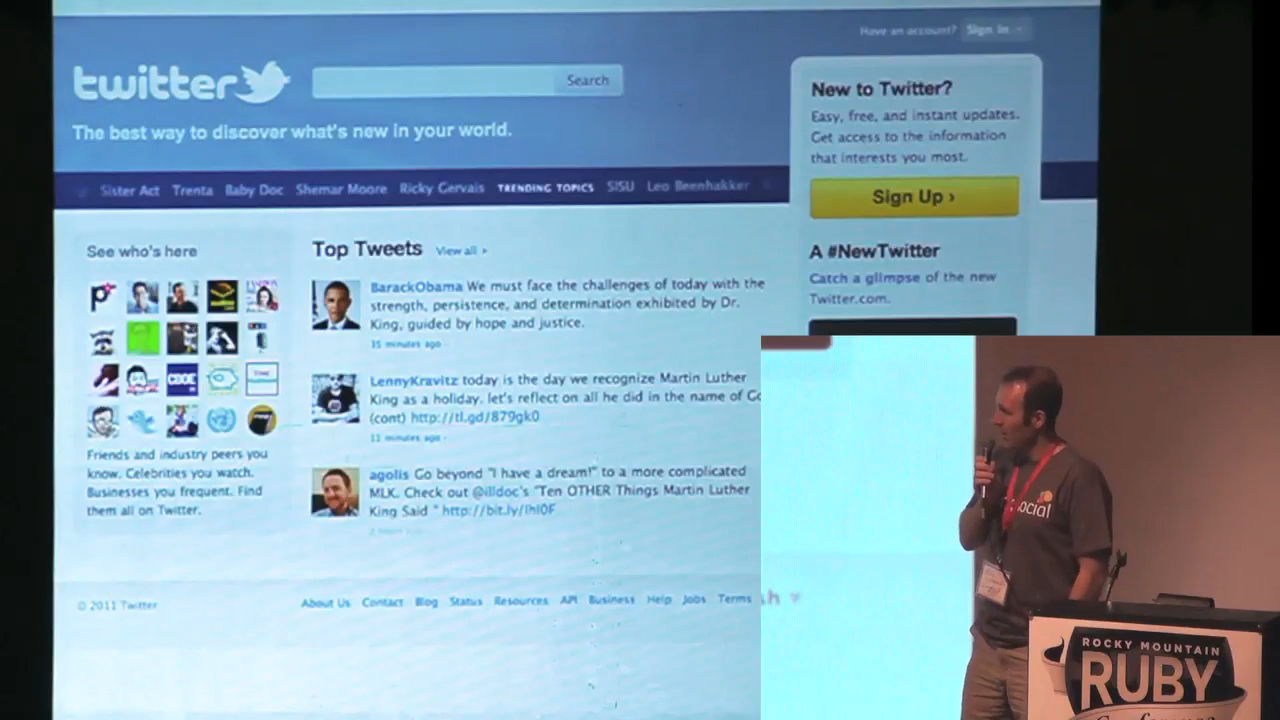 Have an account? Sign in
twitter
Search
The best way to discover what's new in your world.
New to Twitter?
Easy, free, and instant updates.
Get access to the information
that interests you most.
Sign Up ›
Sister Act Trenta Baby Doc Shemar Moore Ricky Gervais TRENDING TOPICS SISU Leo Beenhakker
See who's here
Friends and industry peers you
know. Celebrities you watch.
Businesses you frequent. Find
them all on Twitter.
Top Tweets View all ›
BarackObama We must face the challenges of today with the
strength, persistence, and determination exhibited by Dr.
King, guided by hope and justice.
35 minutes ago
LennyKravitz today is the day we recognize Martin Luther
King as a holiday. let's reflect on all he did in the name of
(cont) http://tl.gd/879gk0
11 minutes ago
agolis Go beyond "I have a dream!" to a more complicated
MLK. Check out @illdoc's "Ten OTHER Things Martin Luther
King Said "
A #NewTwitter
Catch a glimpse of the new
Twitter.com.
© 2011 Twitter
About Us Contact Blog Status Resources API Business Help Jobs Terms
ocial
ROCKY MOUNTAIN
RUBY